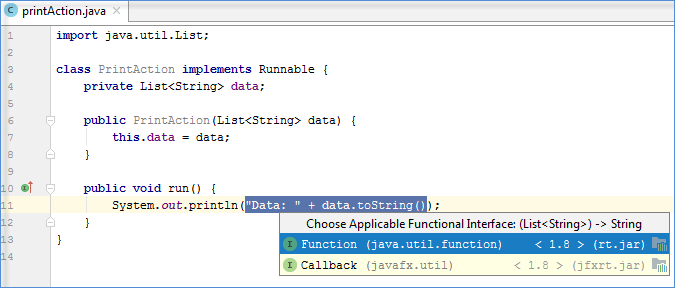 printAction.java
1 import java.util.List;
2
3 class PrintAction implements Runnable {
4 private List<String> data;
5
6 public PrintAction(List<String> data) {
7 this.data = data;
8 }
9
10 public void run() {
11 System.out.println("Data: " + data.toString());
12 }
13 }
14
Choose Applicable Functional Interface: (List<String>) -> String
Function (java.util.function) < 1.8 > (rt.jar)
Callback (javafx.util) < 1.8 > (jfxrt.jar)